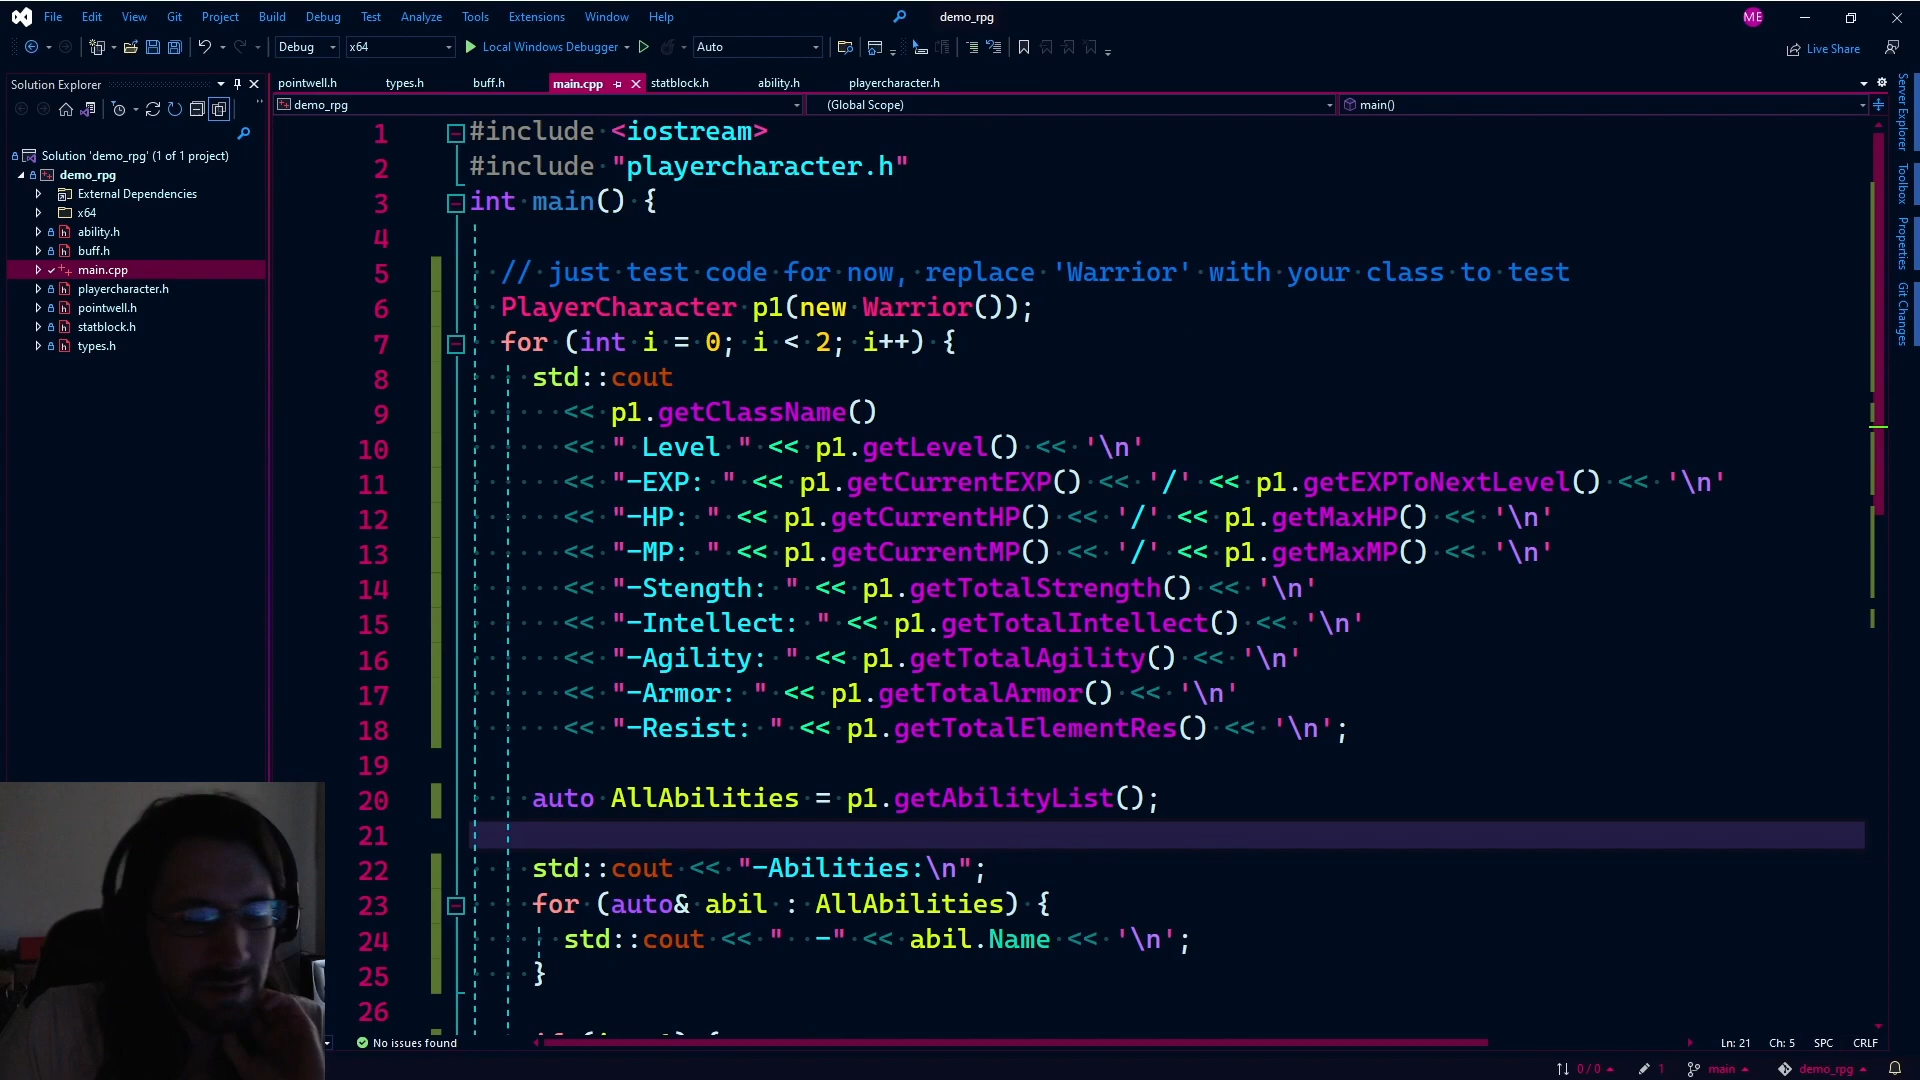 File Edit View Git Project Build Debug Test Analyze Tools Extensions Window Help demo_rpg ME
Debug x64 Local Windows Debugger Auto Live Share
Solution Explorer
pointwell.h types.h buff.h main.cpp statblock.h ability.h playercharacter.h
demo_rpg (Global Scope) main()
Solution 'demo_rpg' (1 of 1 project)
demo_rpg
External Dependencies
x64
ability.h
buff.h
main.cpp
playercharacter.h
pointwell.h
statblock.h
types.h
1 #include <iostream>
2 #include "playercharacter.h"
3 int main() {
4
5 // just test code for now, replace 'Warrior' with your class to test
6 PlayerCharacter p1(new Warrior());
7 for (int i = 0; i < 2; i++) {
8 std::cout
9 << p1.getClassName()
10 << " Level " << p1.getLevel() << '\n'
11 << "-EXP: " << p1.getCurrentEXP() << '/' << p1.getEXPToNextLevel() << '\n'
12 << "-HP: " << p1.getCurrentHP() << '/' << p1.getMaxHP() << '\n'
13 << "-MP: " << p1.getCurrentMP() << '/' << p1.getMaxMP() << '\n'
14 << "-Stength: " << p1.getTotalStrength() << '\n'
15 << "-Intellect: " << p1.getTotalIntellect() << '\n'
16 << "-Agility: " << p1.getTotalAgility() << '\n'
17 << "-Armor: " << p1.getTotalArmor() << '\n'
18 << "-Resist: " << p1.getTotalElementRes() << '\n';
19
20 auto AllAbilities = p1.getAbilityList();
21
22 std::cout << "-Abilities:\n";
23 for (auto& abil : AllAbilities) {
24 std::cout << "  -" << abil.Name << '\n';
25 }
26
Server Explorer
Toolbox
Properties
Git Changes
No issues found Ln: 21 Ch: 5 SPC CRLF
0 / 0 1 main demo_rpg